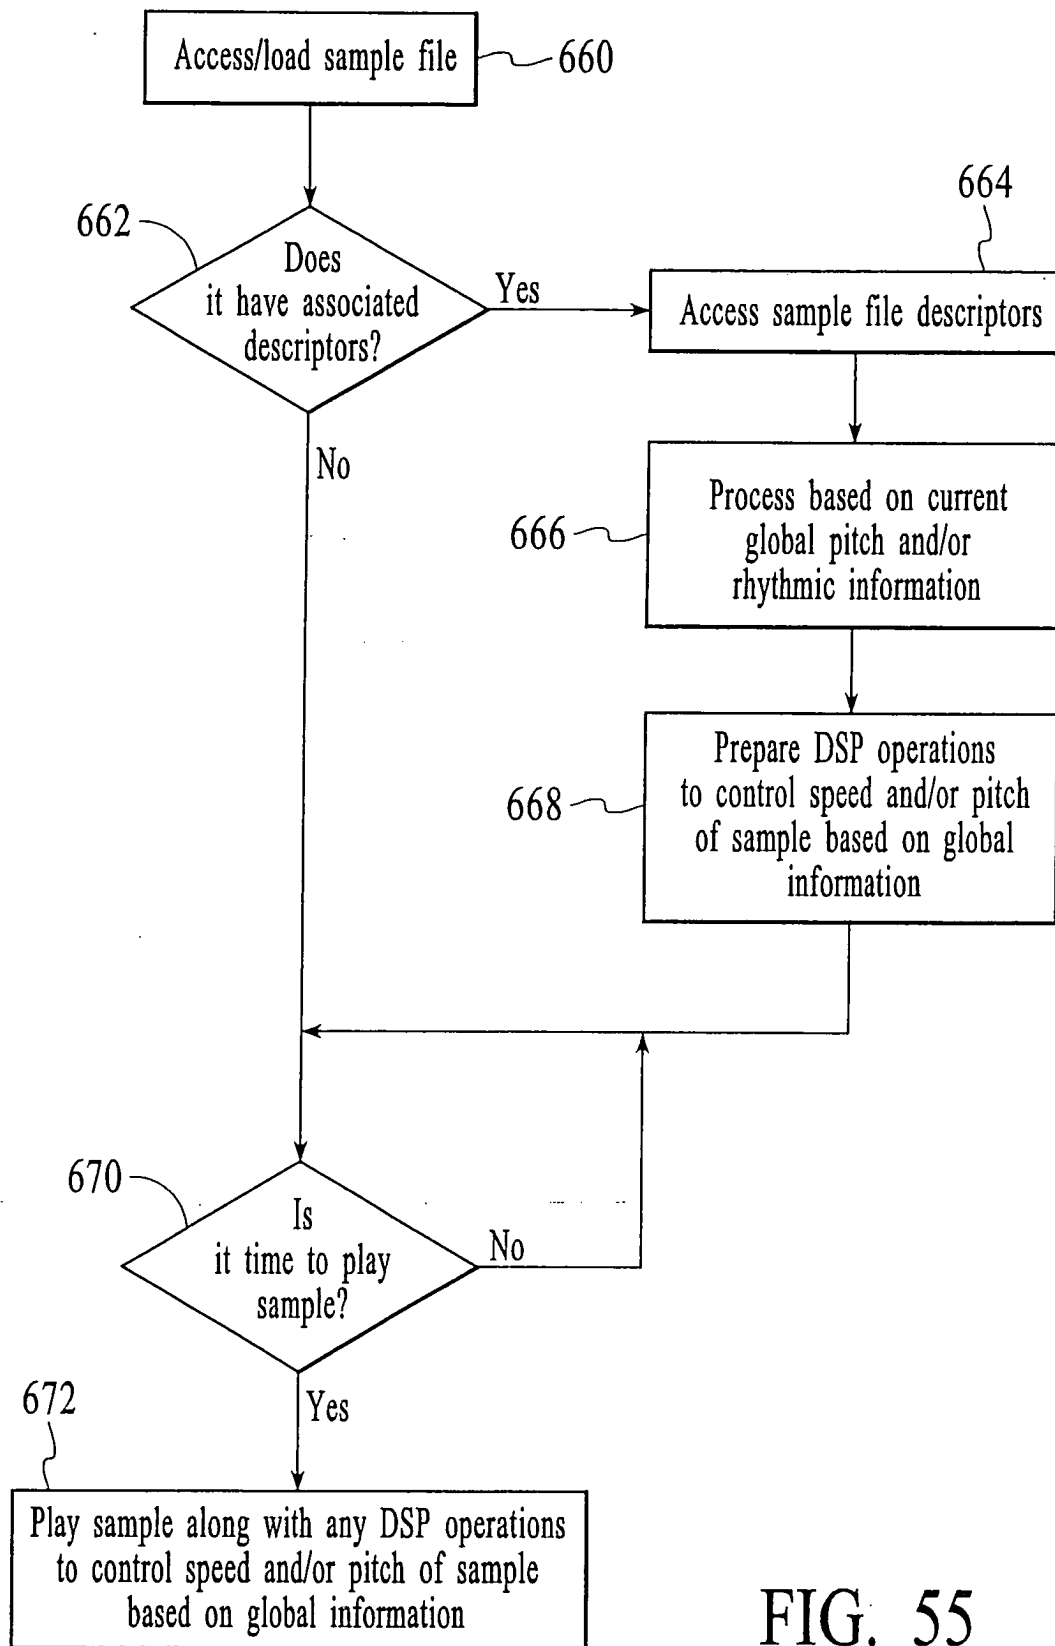 Access/load sample file
660
662
Does
it have associated
descriptors?
Yes
No
664
Access sample file descriptors
666
Process based on current
global pitch and/or
rhythmic information
668
Prepare DSP operations
to control speed and/or pitch
of sample based on global
information
670
Is
it time to play
sample?
No
Yes
672
Play sample along with any DSP operations
to control speed and/or pitch of sample
based on global information
FIG. 55